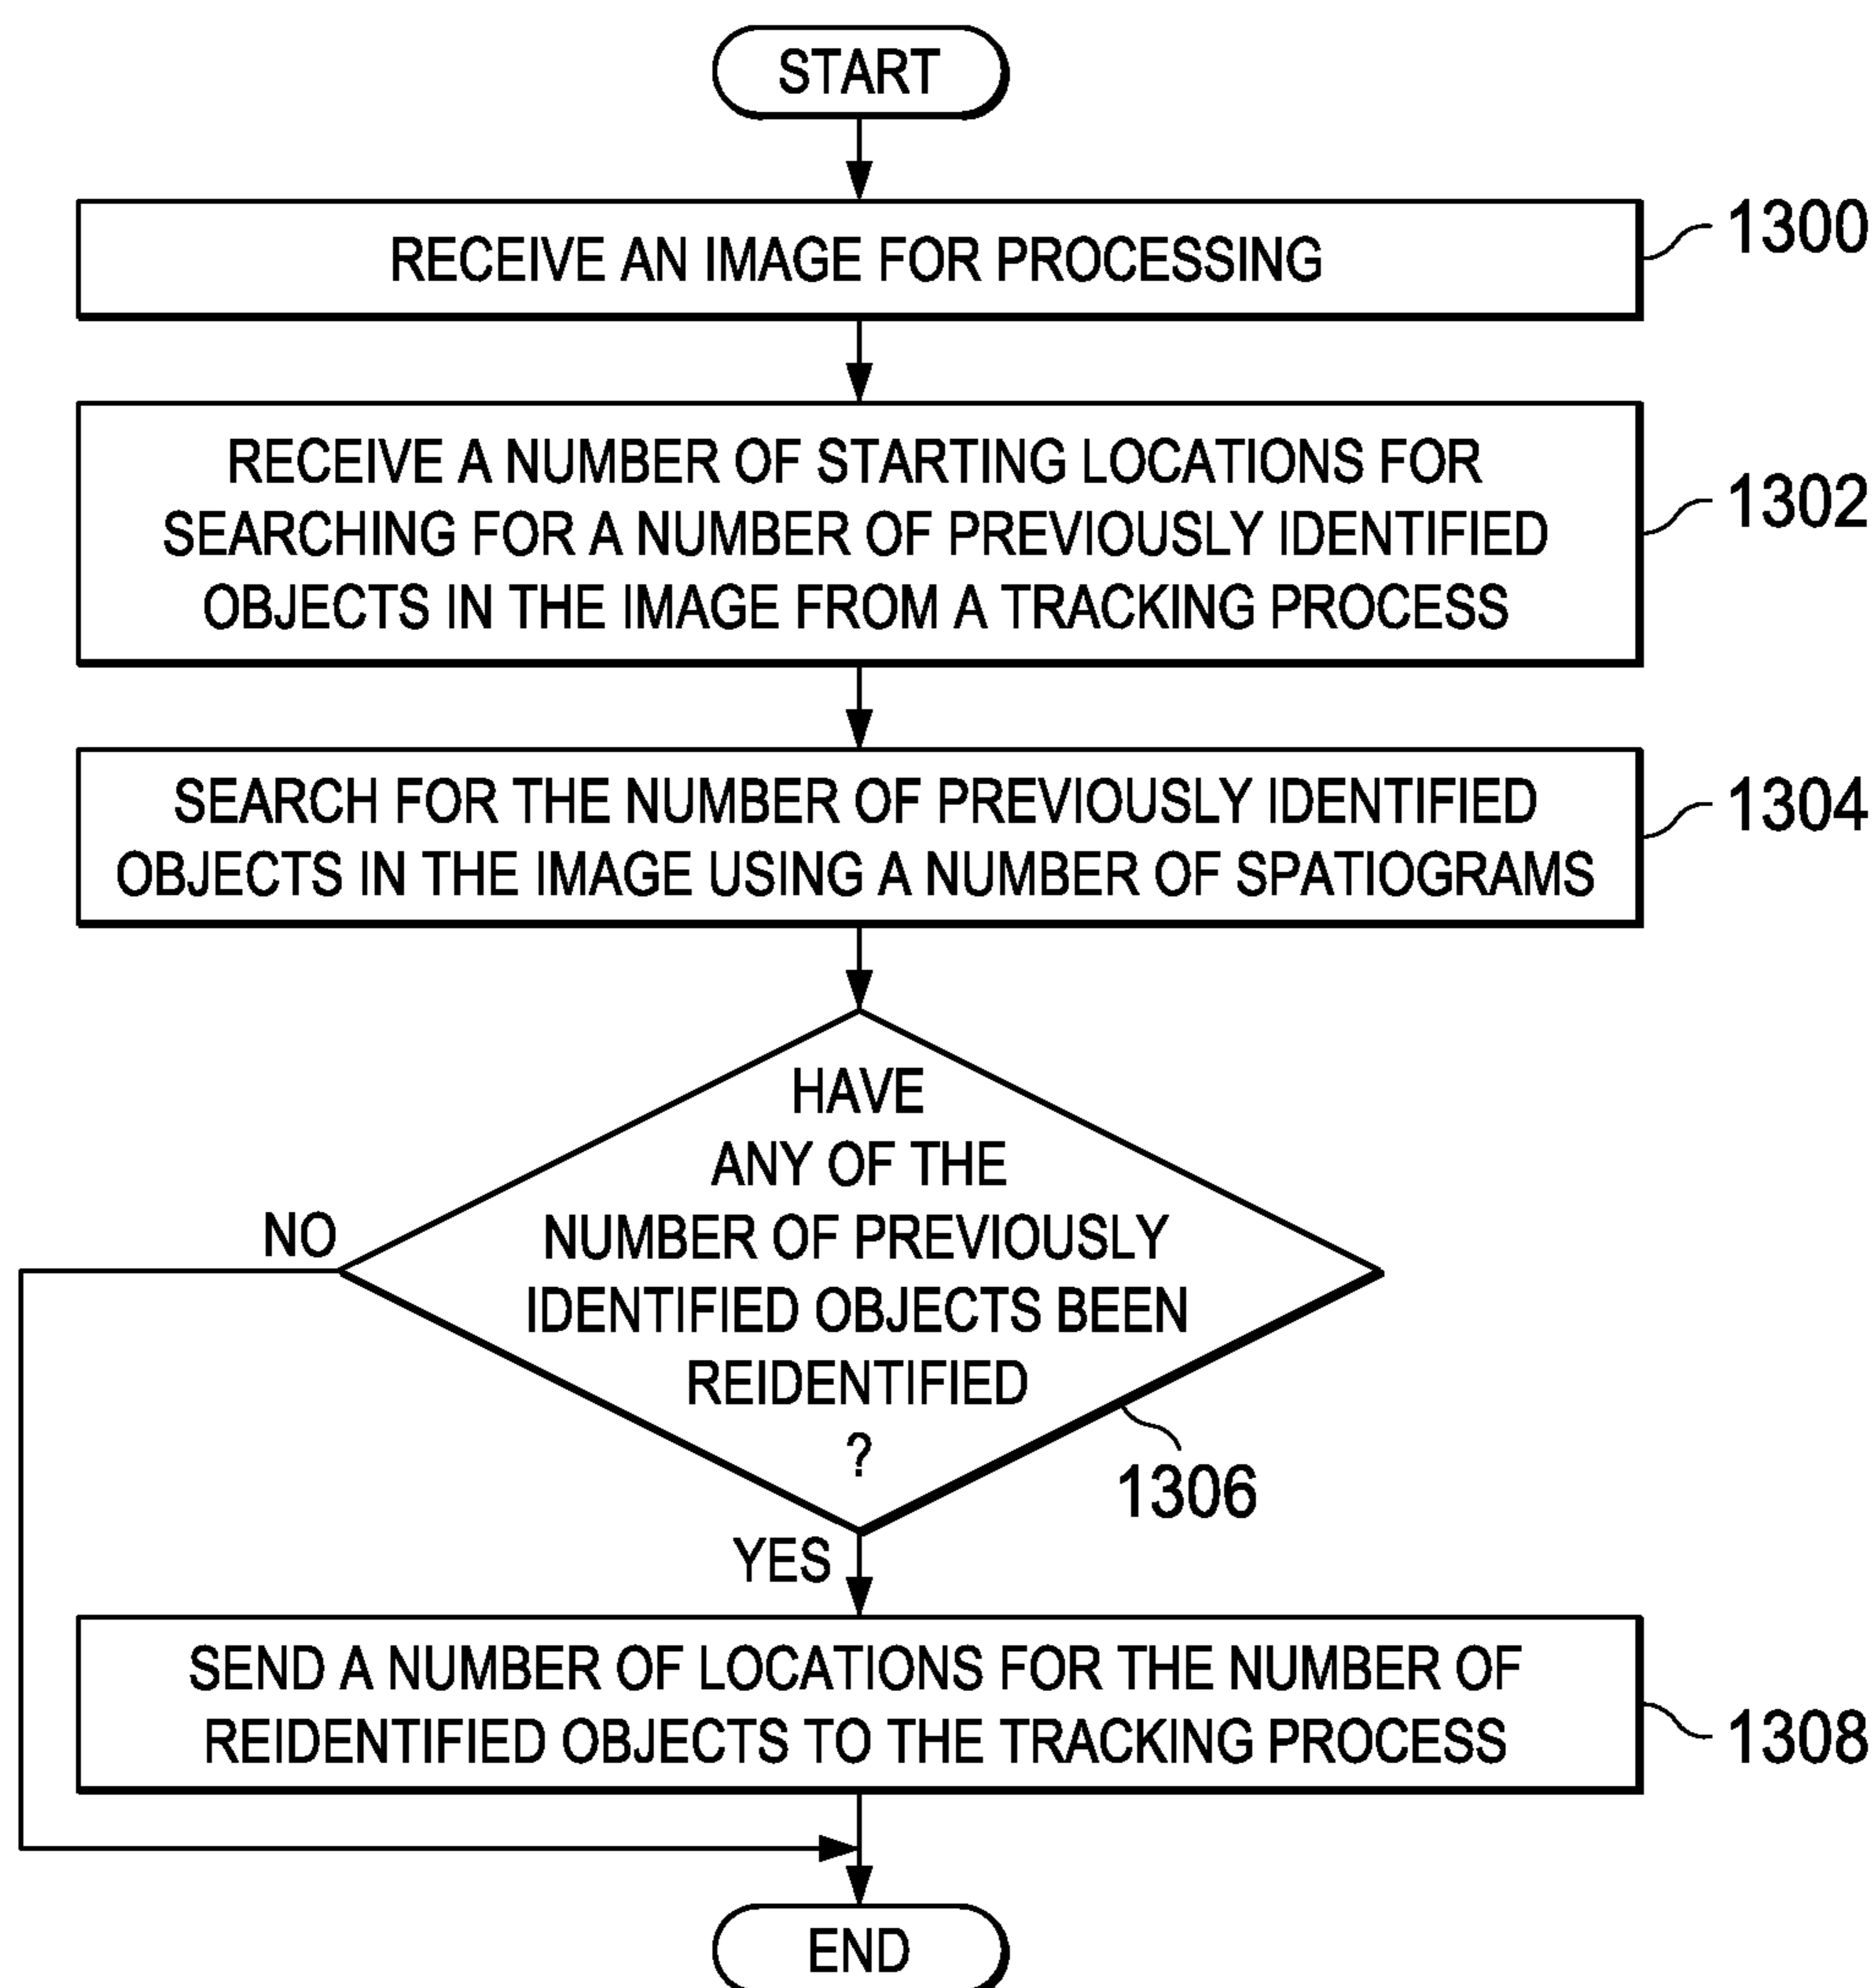 START
RECEIVE AN IMAGE FOR PROCESSING
1300
RECEIVE A NUMBER OF STARTING LOCATIONS FOR
SEARCHING FOR A NUMBER OF PREVIOUSLY IDENTIFIED
OBJECTS IN THE IMAGE FROM A TRACKING PROCESS
1302
SEARCH FOR THE NUMBER OF PREVIOUSLY IDENTIFIED
OBJECTS IN THE IMAGE USING A NUMBER OF SPATIOGRAMS
1304
HAVE
ANY OF THE
NUMBER OF PREVIOUSLY
IDENTIFIED OBJECTS BEEN
REIDENTIFIED
?
NO
1306
YES
SEND A NUMBER OF LOCATIONS FOR THE NUMBER OF
REIDENTIFIED OBJECTS TO THE TRACKING PROCESS
1308
END